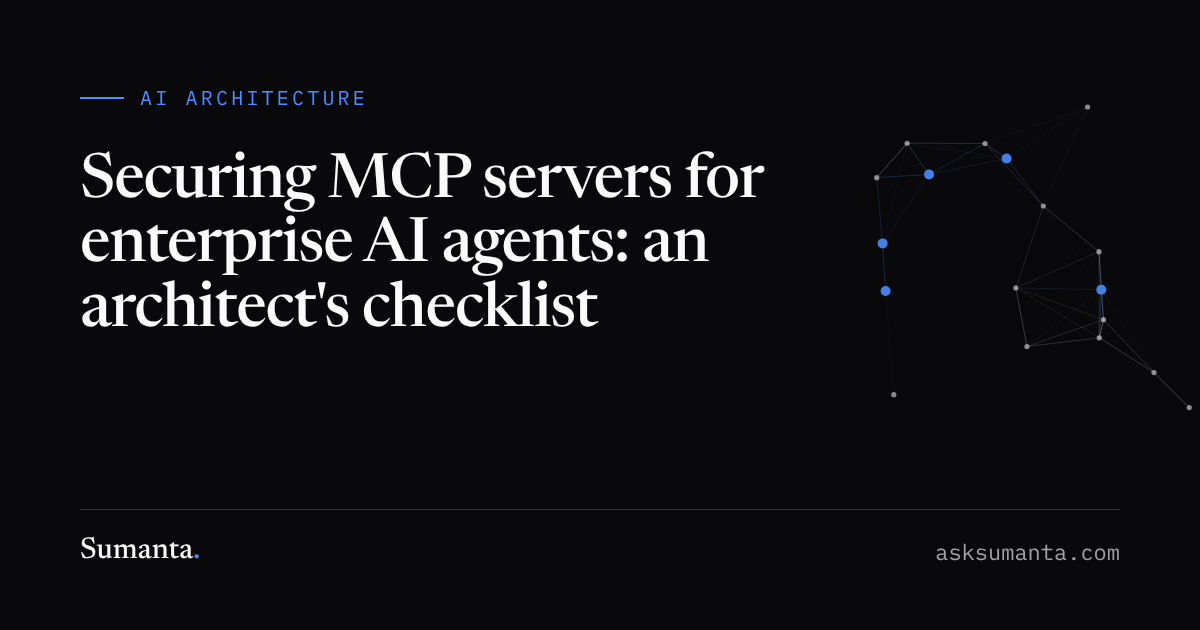 AI ARCHITECTURE
Securing MCP servers for
enterprise AI agents: an
architect's checklist
Sumanta.
asksumanta.com